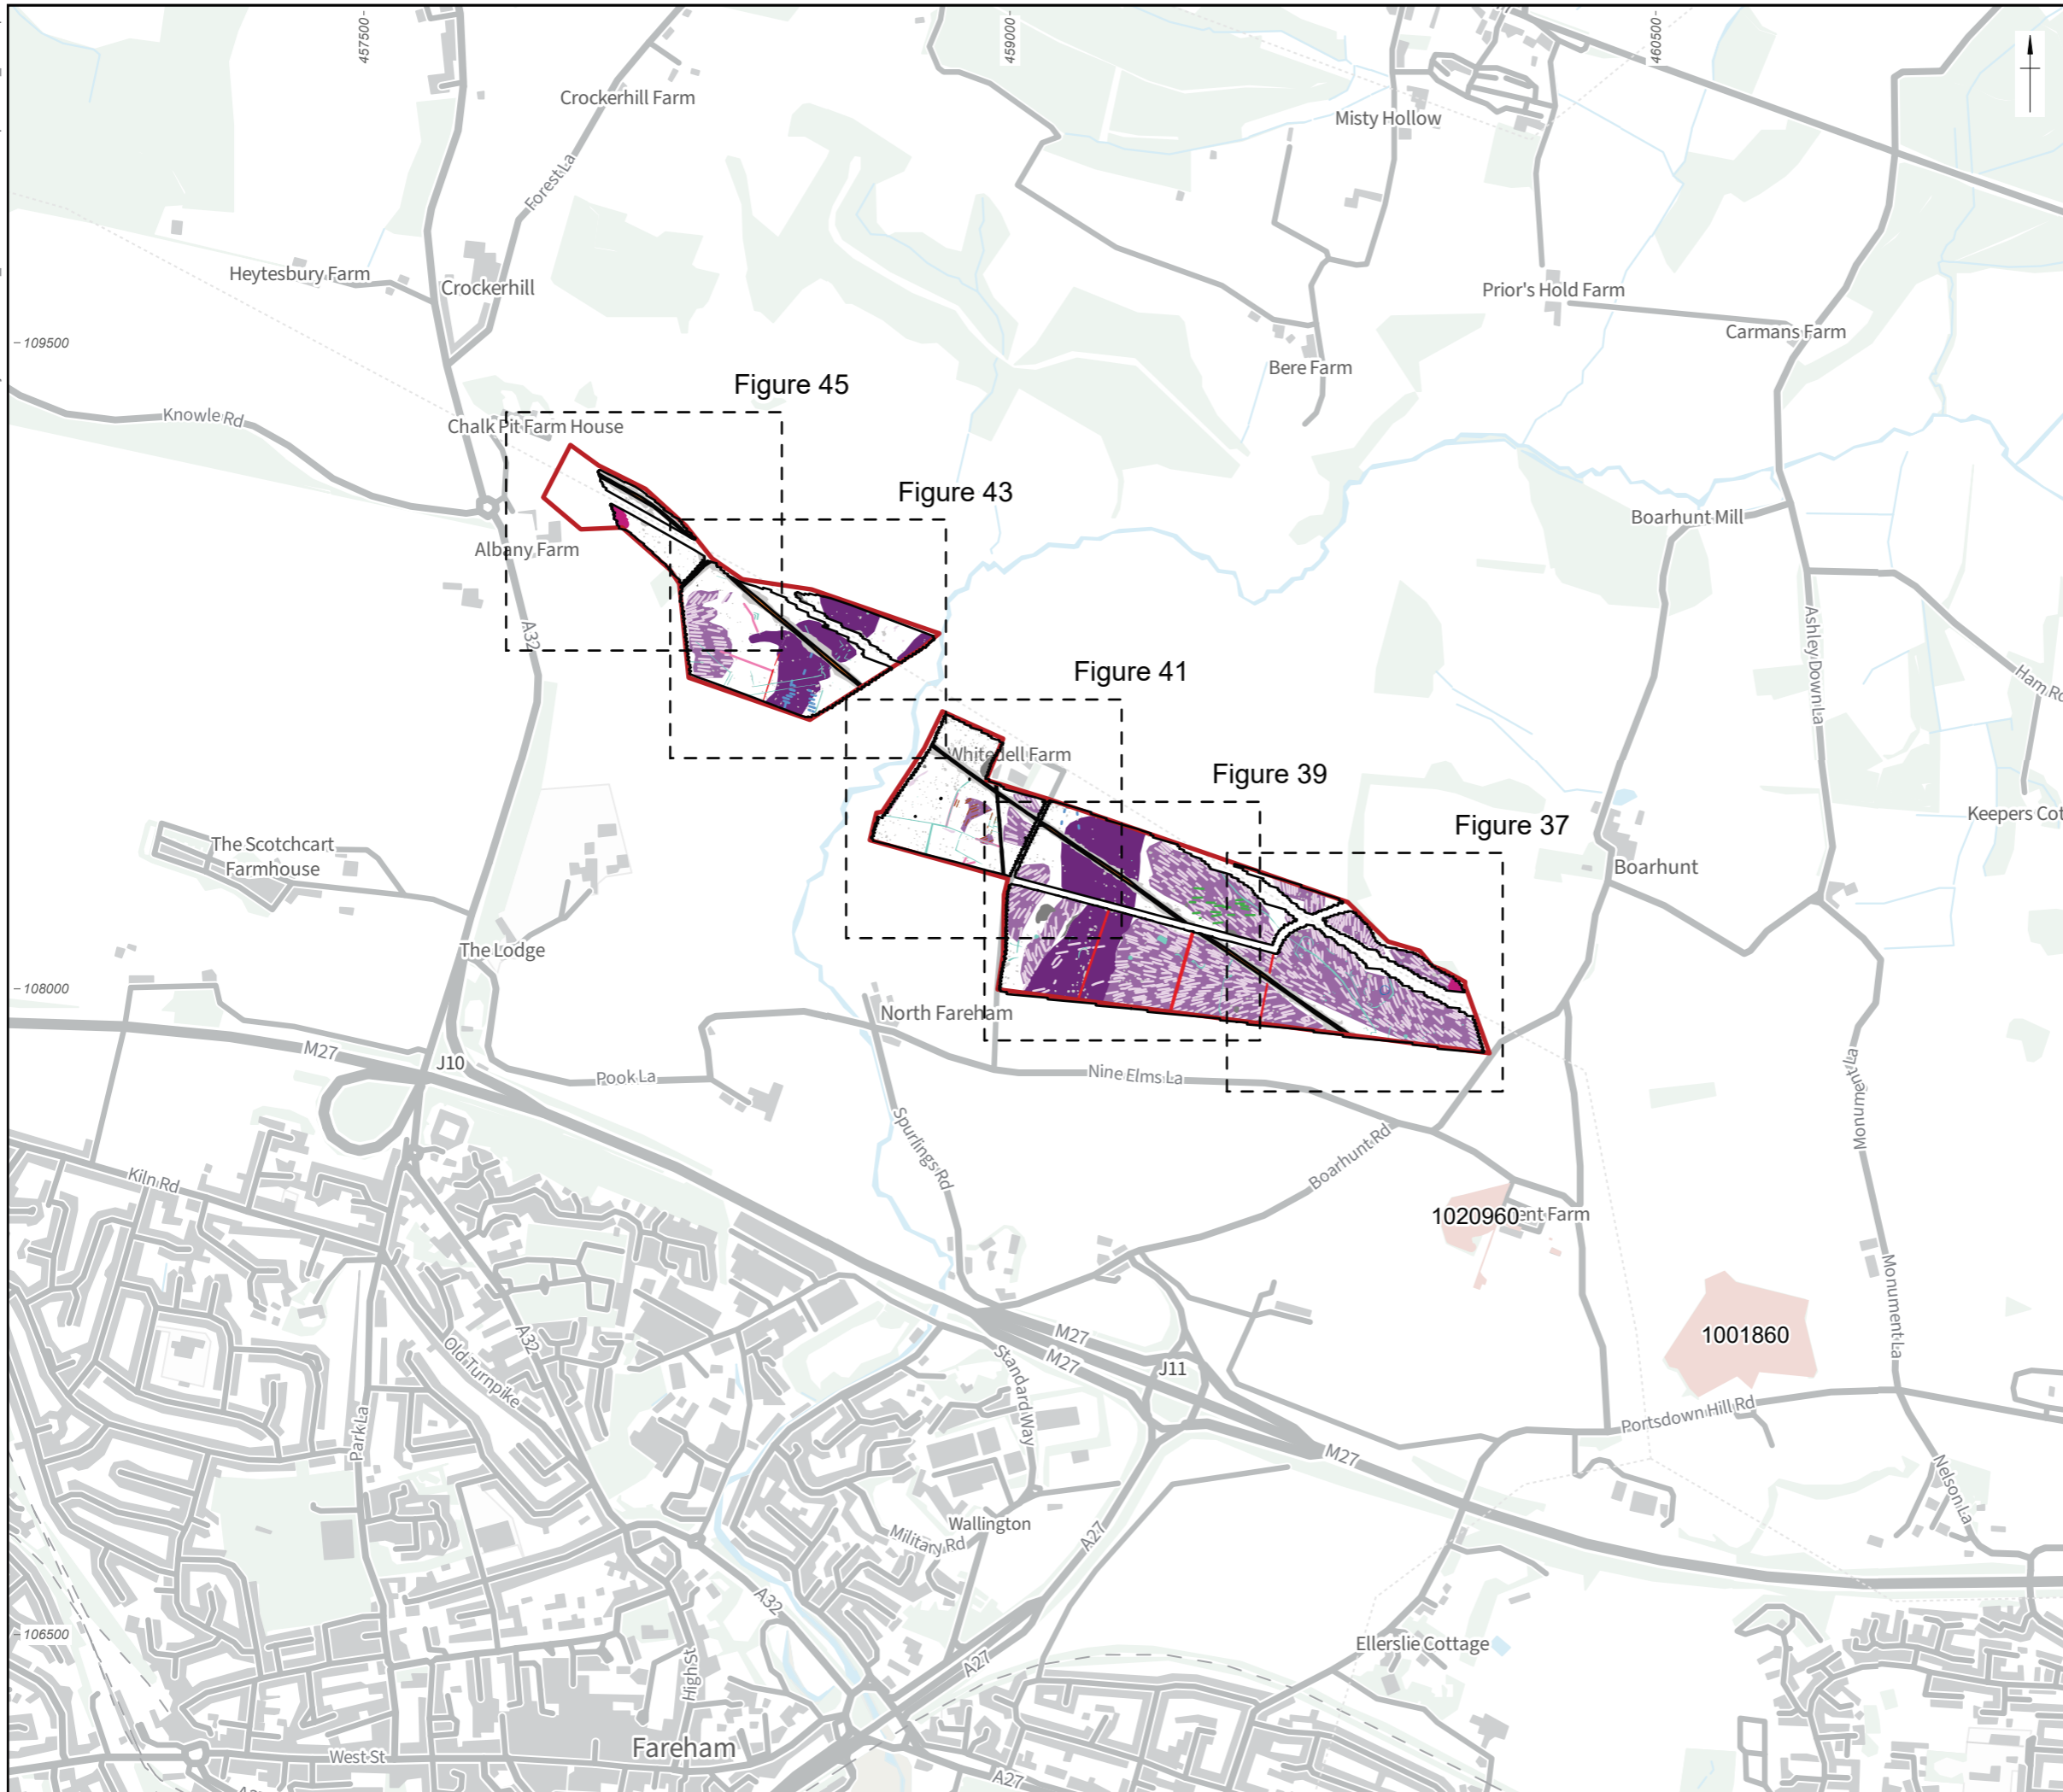 457500
459000
460500
Crockerhill Farm
Misty Hollow
Forest La
Heytesbury Farm
Crockerhill
Prior's Hold Farm
109500
Carmans Farm
Bere Farm
Figure 45
Knowle Rd
Chalk Pit Farm House
Figure 43
Boarhunt Mill
Albany Farm
A32
Ashley Down La
Figure 41
Ham Rd
Whitedell Farm
Figure 39
Figure 37
Keepers Cot
The Scotchcart
Farmhouse
Boarhunt
The Lodge
108000
North Fareham
M27
J10
Pook La
Nine Elms La
Monument La
Spurlings Rd
Boarhunt Rd
Kiln Rd
1020960
ent Farm
Monument La
M27
1001860
A32
Old Turnpike
M27
J11
Standard Way
Park La
Portsdown Hill Rd
M27
Nelson La
Wallington
Military Rd
A27
A32
106500
Ellerslie Cottage
A27
High St
Fareham
West St
A27